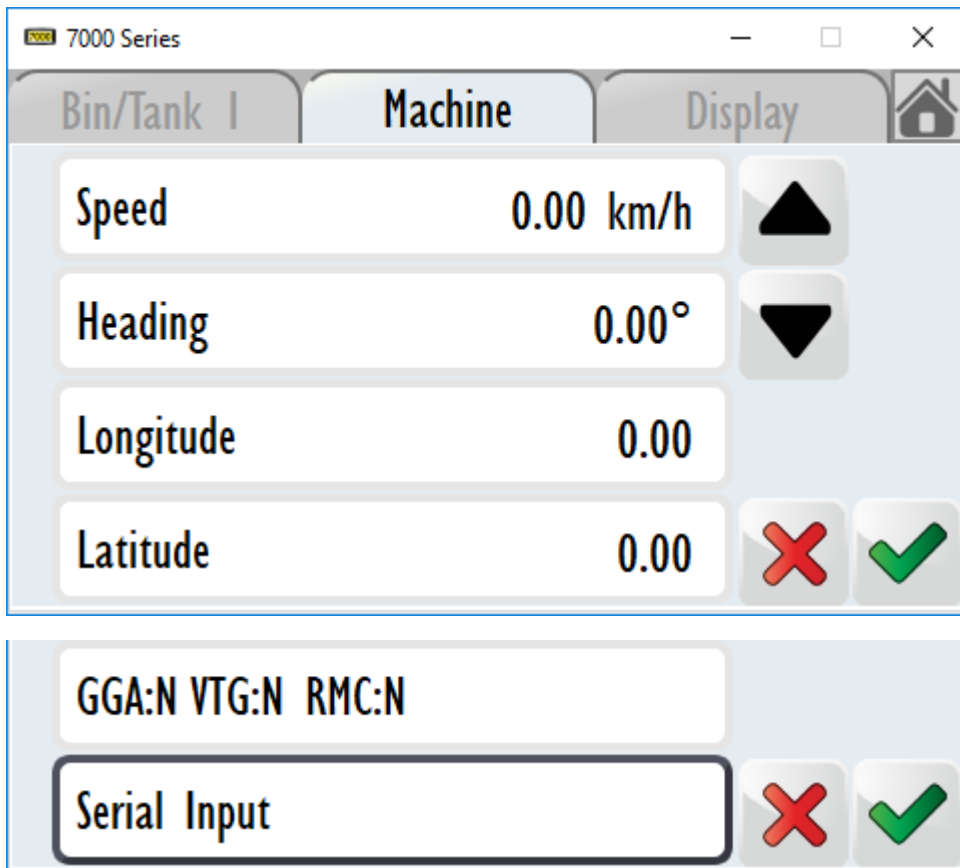 7000 Series
Bin/Tank 1 Machine Display
Speed 0.00 km/h
Heading 0.00°
Longitude 0.00
Latitude 0.00
GGA:N VTG:N RMC:N
Serial Input